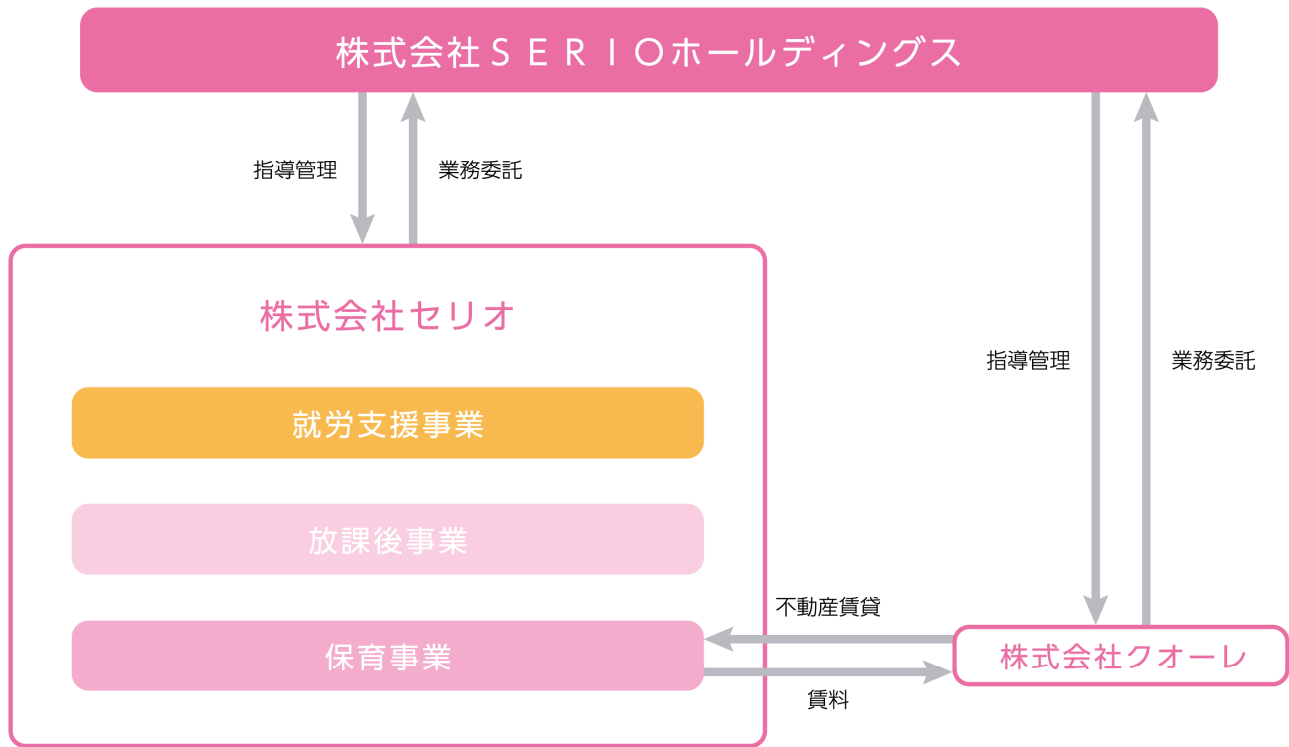 株式会社ＳＥＲＩＯホールディングス
指導管理
業務委託
株式会社セリオ
就労支援事業
放課後事業
保育事業
指導管理
業務委託
不動産賃貸
賃料
株式会社クオーレ